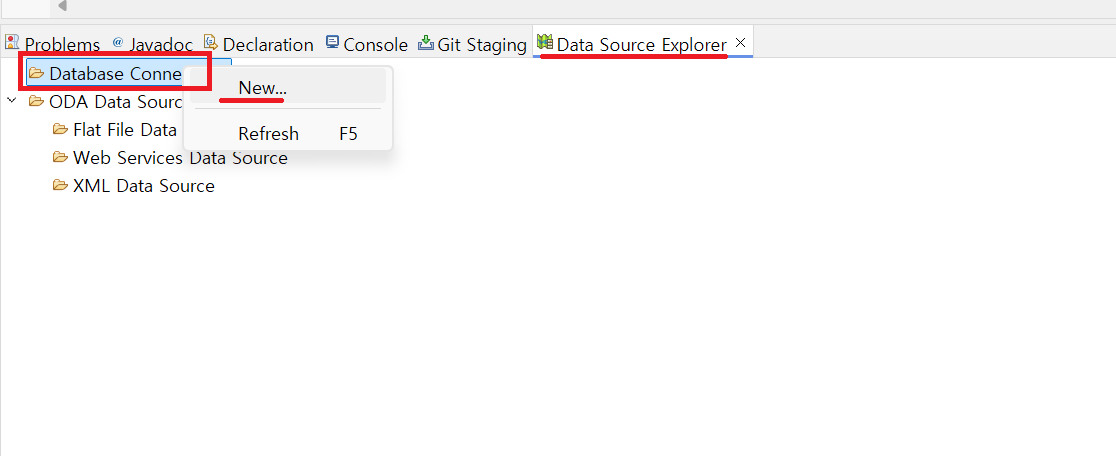 Problems Javadoc Declaration Console Git Staging Data Source Explorer
Database Conne
New...
ODA Data Sourc
Flat File Data
Refresh F5
Web Services Data Source
XML Data Source